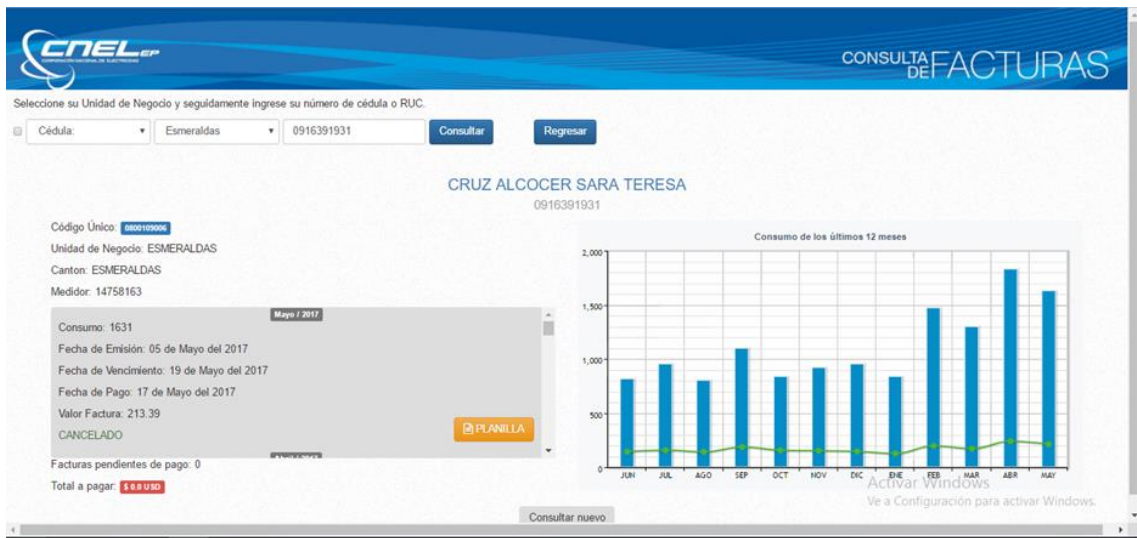 CNEL EP
CORPORACIÓN NACIONAL DE ELECTRICIDAD
CONSULTA DE FACTURAS
Seleccione su Unidad de Negocio y seguidamente ingrese su número de cédula o RUC.
Cédula: Esmeraldas 0916391931 Consultar Regresar
CRUZ ALCOCER SARA TERESA
0916391931
Código Único: 0800109006
Unidad de Negocio: ESMERALDAS
Canton: ESMERALDAS
Medidor: 14758163
Mayo / 2017
Consumo: 1631
Fecha de Emisión: 05 de Mayo del 2017
Fecha de Vencimiento: 19 de Mayo del 2017
Fecha de Pago: 17 de Mayo del 2017
Valor Factura: 213.39
CANCELADO
PLANILLA
Facturas pendientes de pago: 0
Total a pagar: $ 0.0 USD
Consumo de los últimos 12 meses
2,000
1,500
1,000
500
0
JUN JUL AGO SEP OCT NOV DIC ENE FEB MAR ABR MAY
Activar Windows
Ve a Configuración para activar Windows.
Consultar nuevo